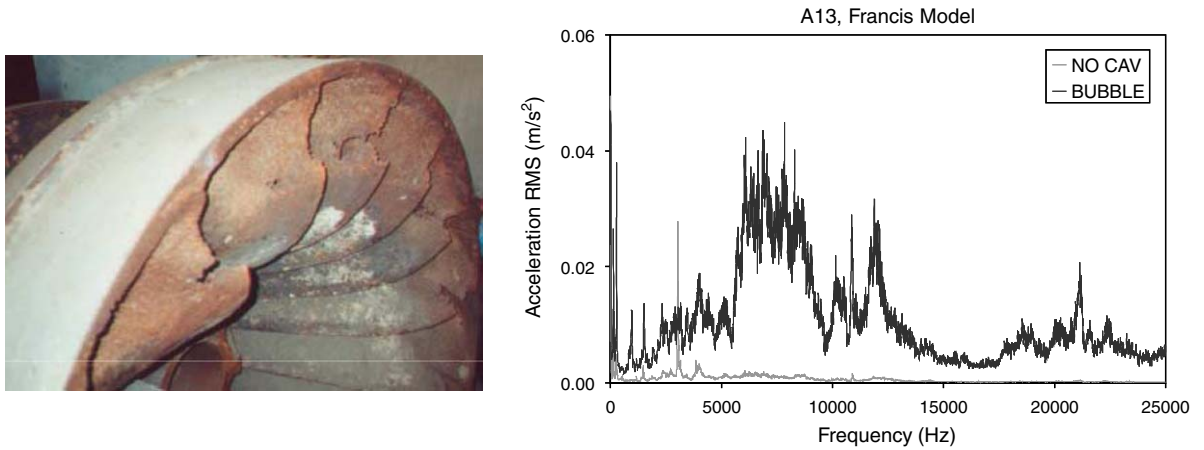 A13, Francis Model
Acceleration RMS (m/s²)
0.06
0.04
0.02
0.00
NO CAV
BUBBLE
0 5000 10000 15000 20000 25000
Frequency (Hz)